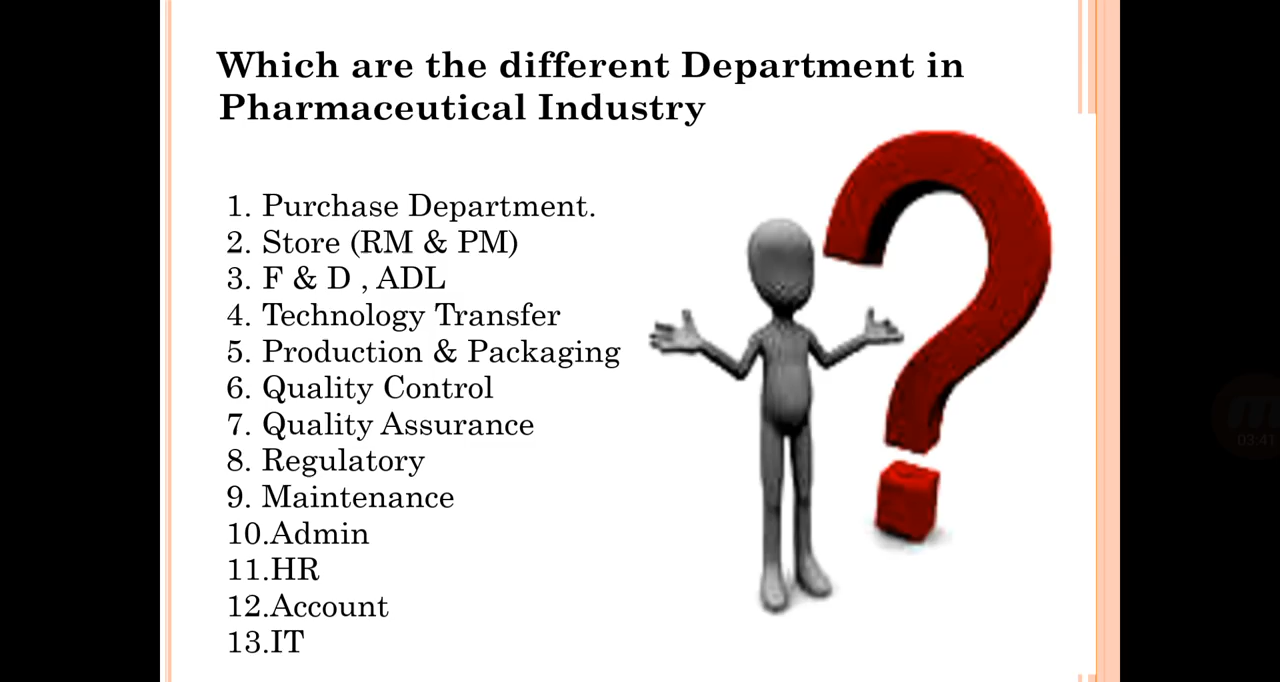 Which are the different Department in
Pharmaceutical Industry
1. Purchase Department.
2. Store (RM & PM)
3. F & D , ADL
4. Technology Transfer
5. Production & Packaging
6. Quality Control
7. Quality Assurance
8. Regulatory
9. Maintenance
10.Admin
11.HR
12.Account
13.IT
03:41